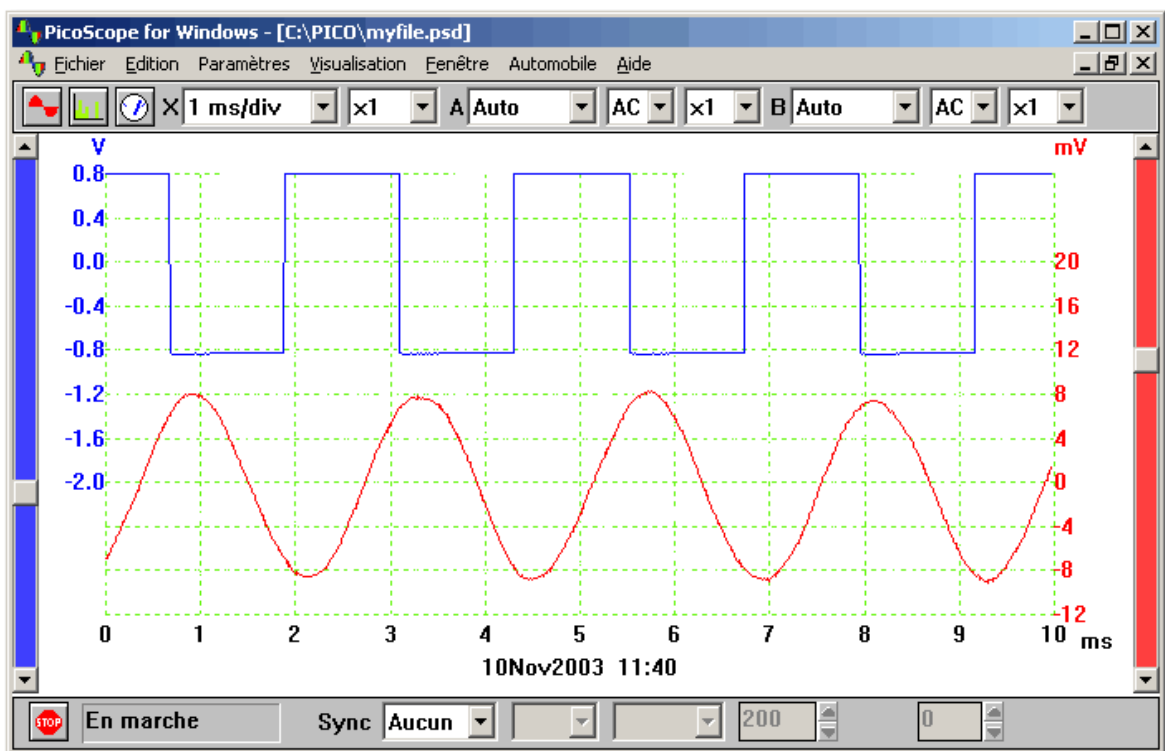 PicoScope for Windows - [C:\PICO\myfile.psd]
Fichier Edition Paramètres Visualisation Fenêtre Automobile Aide
X 1 ms/div x1 A Auto AC x1 B Auto AC x1
V mV
0.8
0.4
0.0 20
-0.4 16
-0.8 12
-1.2 8
-1.6 4
-2.0 0
-4
-8
-12
0 1 2 3 4 5 6 7 8 9 10 ms
10Nov2003 11:40
STOP En marche Sync Aucun 200 0